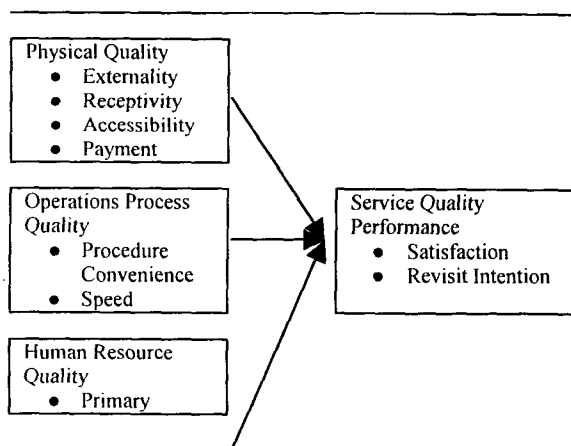 Physical Quality
● Externality
● Receptivity
● Accessibility
● Payment
Operations Process
Quality
● Procedure
Convenience
● Speed
Human Resource
Quality
● Primary
Service Quality
Performance
● Satisfaction
● Revisit Intention